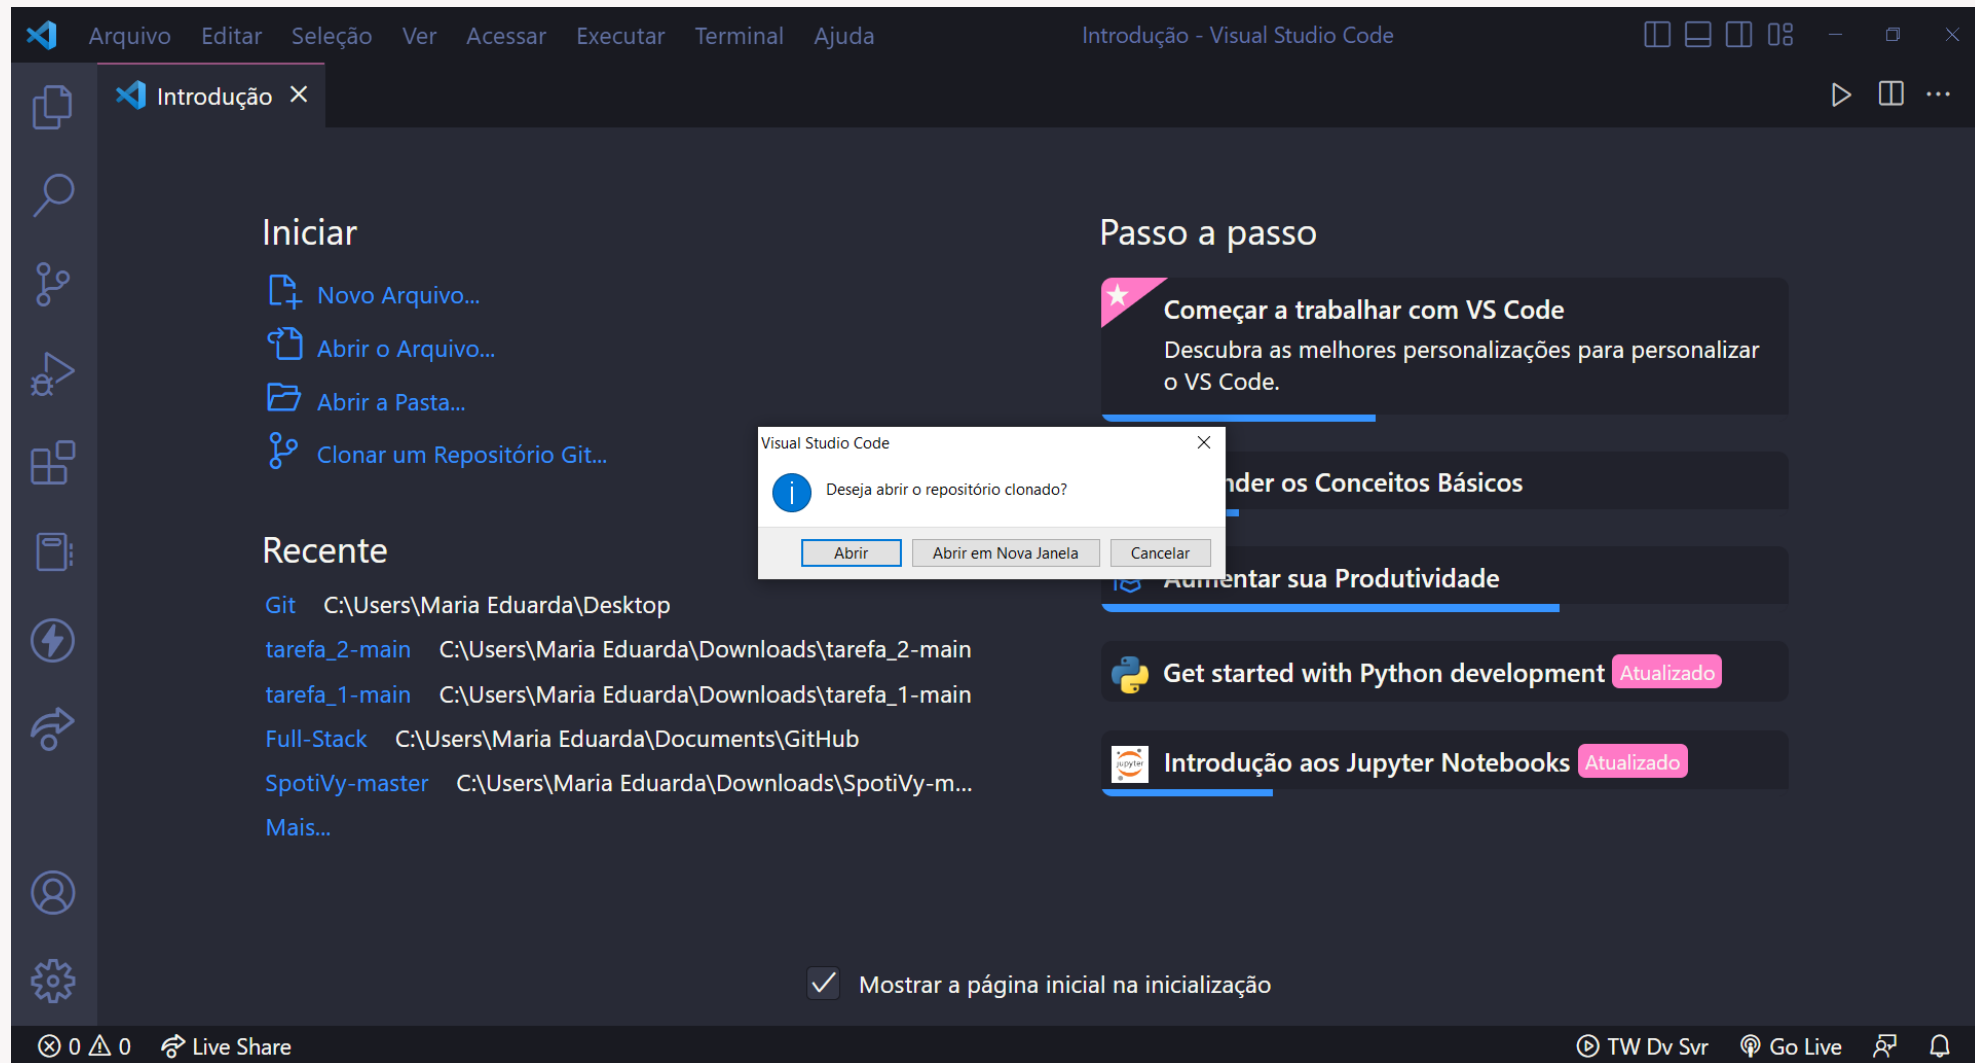 Arquivo Editar Seleção Ver Acessar Executar Terminal Ajuda
Introdução - Visual Studio Code
Introdução
Iniciar
Novo Arquivo...
Abrir o Arquivo...
Abrir a Pasta...
Clonar um Repositório Git...
Recente
Git C:\Users\Maria Eduarda\Desktop
tarefa_2-main C:\Users\Maria Eduarda\Downloads\tarefa_2-main
tarefa_1-main C:\Users\Maria Eduarda\Downloads\tarefa_1-main
Full-Stack C:\Users\Maria Eduarda\Documents\GitHub
SpotiVy-master C:\Users\Maria Eduarda\Downloads\SpotiVy-m...
Mais...
Passo a passo
Começar a trabalhar com VS Code
Descubra as melhores personalizações para personalizar
o VS Code.
os Conceitos Básicos
Aumentar sua Produtividade
Get started with Python development Atualizado
jupyter
Introdução aos Jupyter Notebooks Atualizado
Visual Studio Code
Deseja abrir o repositório clonado?
Abrir Abrir em Nova Janela Cancelar
Mostrar a página inicial na inicialização
0 0 Live Share
TW Dv Svr Go Live